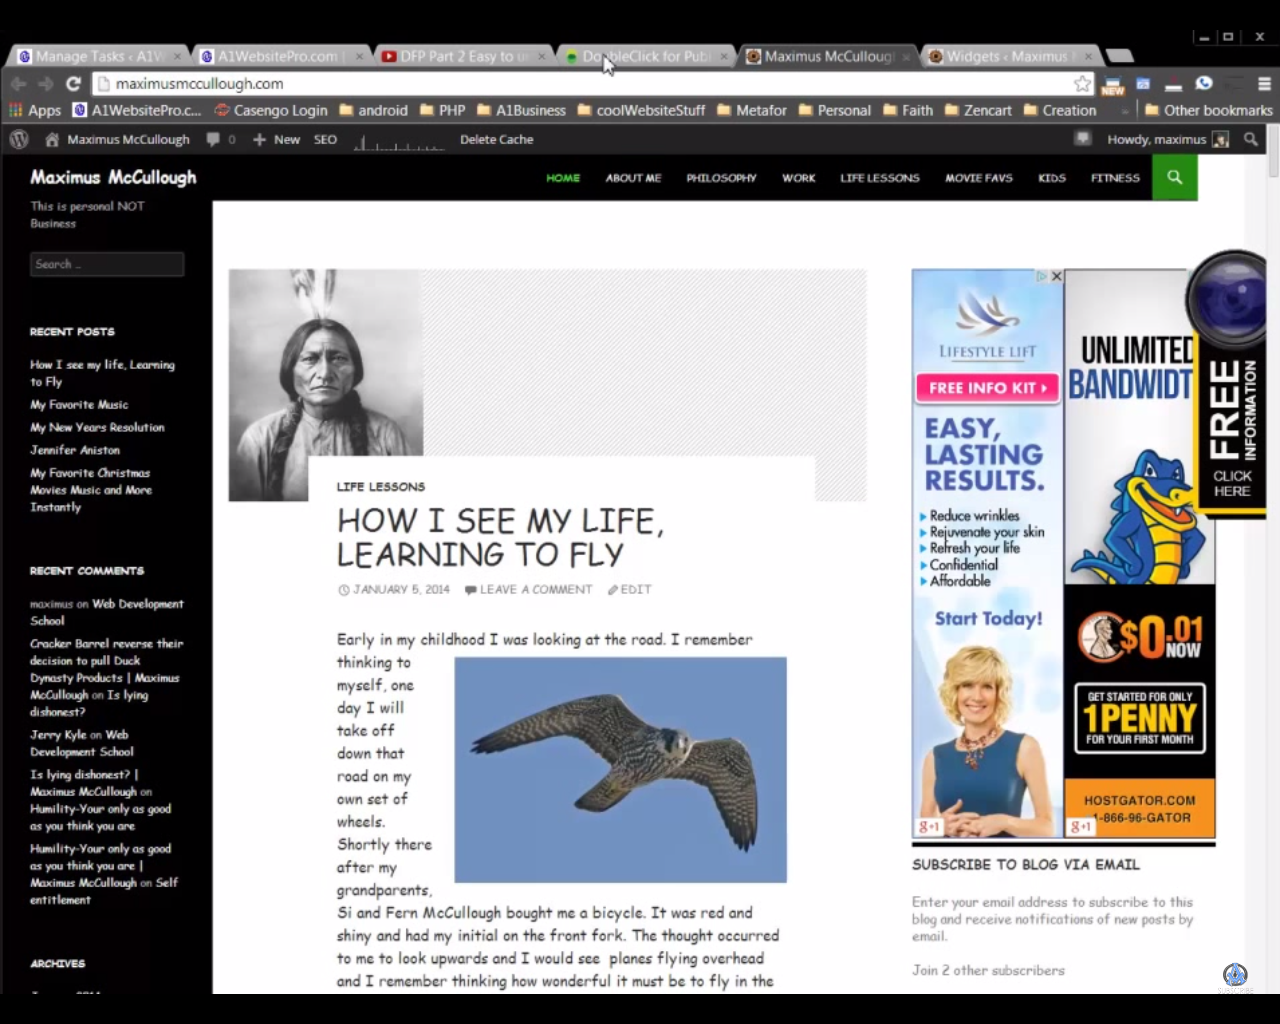 Manage Tasks ‹ A1W
A1WebsitePro.com |
DFP Part 2 Easy to u
DoubleClick for Pub
Maximus McCulloug
Widgets ‹ Maximus
maximusmccullough.com
NEW
Apps
A1WebsitePro.c...
Casengo Login
android
PHP
A1Business
coolWebsiteStuff
Metafor
Personal
Faith
Zencart
Creation
Other bookmarks
Maximus McCullough
0
New
SEO
Delete Cache
Howdy, maximus
Maximus McCullough
This is personal NOT
Business
HOME
ABOUT ME
PHILOSOPHY
WORK
LIFE LESSONS
MOVIE FAVS
KIDS
FITNESS
Search ..
RECENT POSTS
How I see my life, Learning
to Fly
My Favorite Music
My New Years Resolution
Jennifer Aniston
My Favorite Christmas
Movies Music and More
Instantly
RECENT COMMENTS
maximus on Web Development
School
Cracker Barrel reverse their
decision to pull Duck
Dynasty Products | Maximus
McCullough on Is lying
dishonest?
Jerry Kyle on Web
Development School
Is lying dishonest? |
Maximus McCullough on
Humility-Your only as good
as you think you are
Humility-Your only as good
as you think you are |
Maximus McCullough on Self
entitlement
ARCHIVES
LIFE LESSONS
HOW I SEE MY LIFE,
LEARNING TO FLY
JANUARY 5, 2014
LEAVE A COMMENT
EDIT
Early in my childhood I was looking at the road. I remember
thinking to
myself, one
day I will
take off
down that
road on my
own set of
wheels.
Shortly there
after my
grandparents,
Si and Fern McCullough bought me a bicycle. It was red and
shiny and had my initial on the front fork. The thought occurred
to me to look upwards and I would see planes flying overhead
and I remember thinking how wonderful it must be to fly in the
LIFESTYLE LIFT
FREE INFO KIT
EASY,
LASTING
RESULTS.
Reduce wrinkles
Rejuvenate your skin
Refresh your life
Confidential
Affordable
Start Today!
g+1
UNLIMITED
BANDWIDT
$0.01
NOW
GET STARTED FOR ONLY
1PENNY
FOR YOUR FIRST MONTH
HOSTGATOR.COM
1-866-96-GATOR
g+1
FREE
INFORMATION
CLICK
HERE
SUBSCRIBE TO BLOG VIA EMAIL
Enter your email address to subscribe to this
blog and receive notifications of new posts by
email.
Join 2 other subscribers